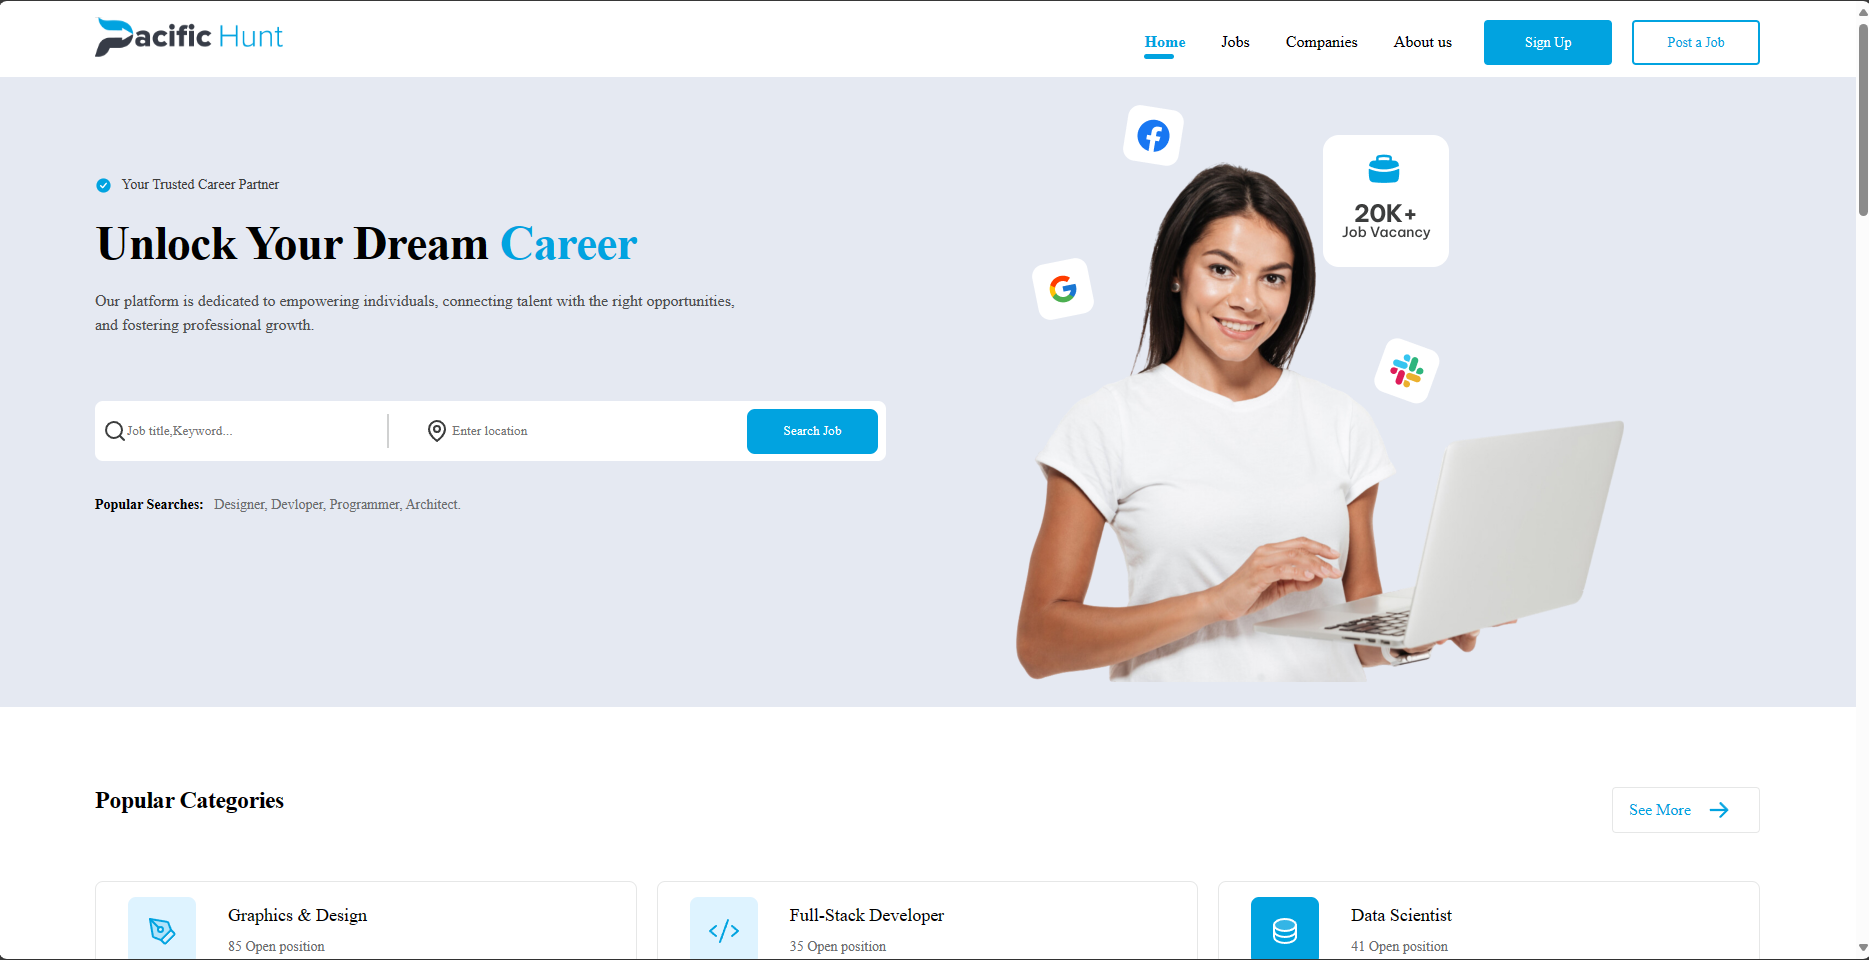 Pacific Hunt
Home
Jobs
Companies
About us
Sign Up
Post a Job
Your Trusted Career Partner
Unlock Your Dream Career
Our platform is dedicated to empowering individuals, connecting talent with the right opportunities,
and fostering professional growth.
Job title,Keyword...
Enter location
Search Job
Popular Searches: Designer, Devloper, Programmer, Architect.
20K+
Job Vacancy
Popular Categories
See More
Graphics & Design
85 Open position
Full-Stack Developer
35 Open position
Data Scientist
41 Open position